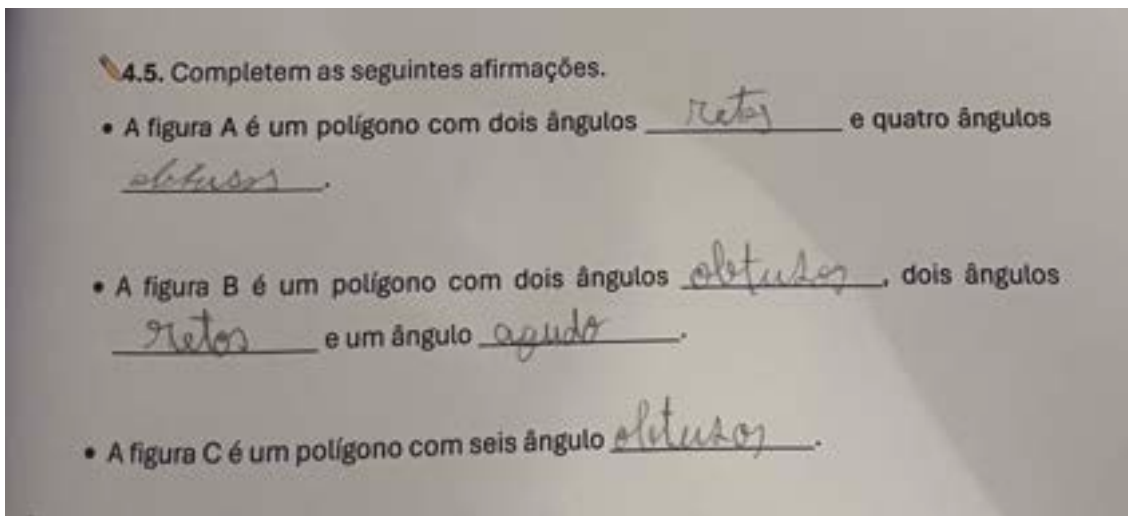 4.5. Completem as seguintes afirmações.
• A figura A é um polígono com dois ângulos retos e quatro ângulos
obtusos.
• A figura B é um polígono com dois ângulos obtusos, dois ângulos
retos e um ângulo agudo.
• A figura C é um polígono com seis ângulo obtusos.